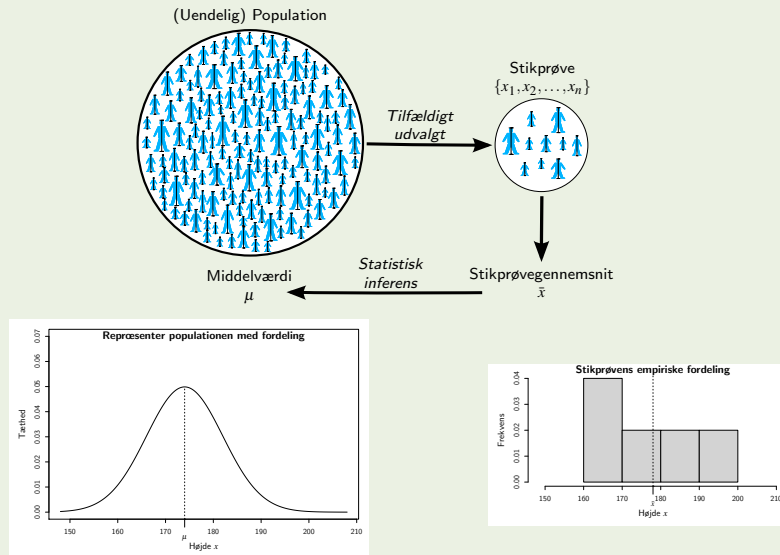 (Uendelig) Population
Stikprøve
{x₁, x₂, . . . , xₙ}
Tilfældigt
udvalgt
Middelværdi
μ
Statistisk
inferens
Stikprøvegennemsnit
x̄
Repræsenter populationen med fordeling
Tæthed
0.00 0.01 0.02 0.03 0.04 0.05 0.06 0.07
150 160 170 180 190 200 210
μ
Højde x
Stikprøvens empiriske fordeling
Frekvens
0.00 0.01 0.02 0.03 0.04
150 160 170 180 190 200 210
x̄
Højde x